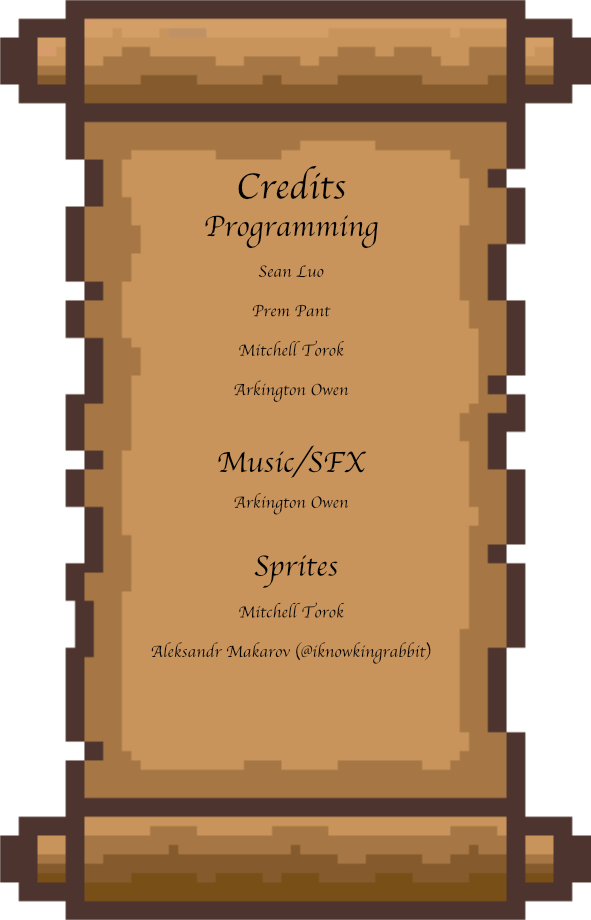 Credits
Programming
Sean Luo
Prem Pant
Mitchell Torok
Arkington Owen
Music/SFX
Arkington Owen
Sprites
Mitchell Torok
Aleksandr Makarov (@iknowkingrabbit)